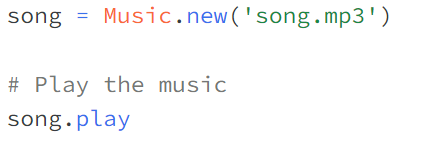 song = Music.new('song.mp3')
# Play the music
song.play